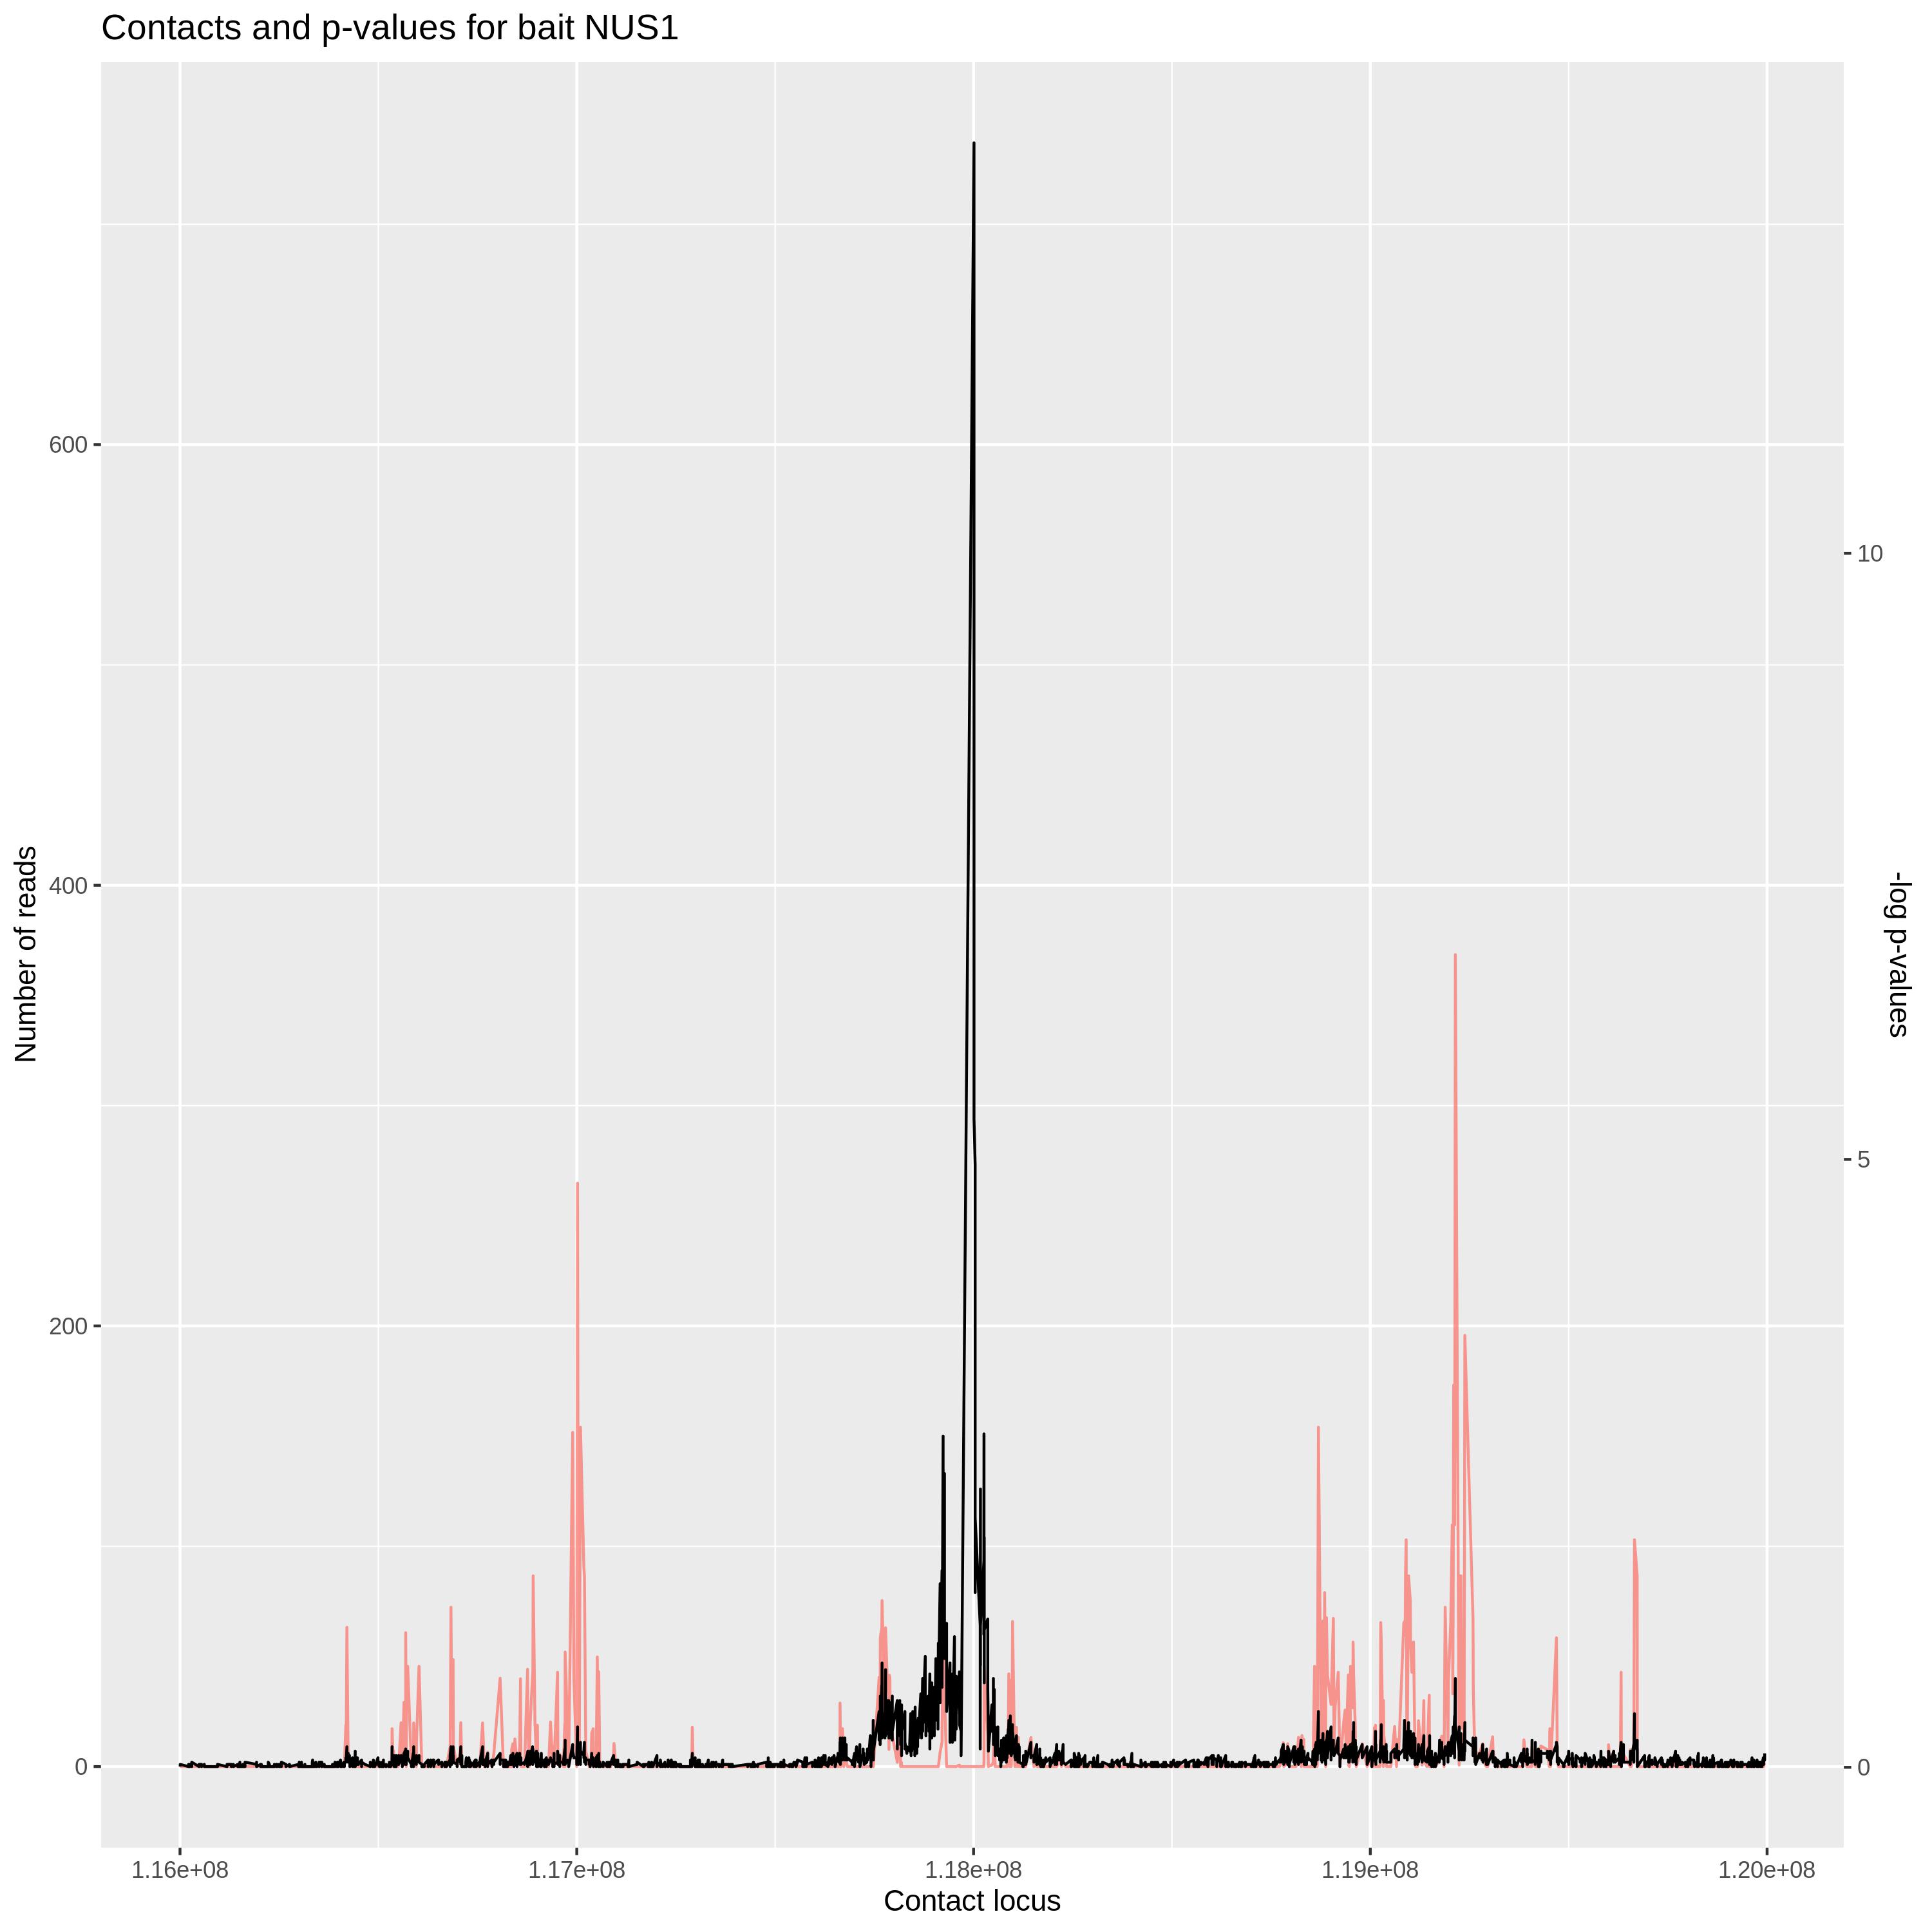 Contacts and p-values for bait NUS1
Number of reads
600
400
200
0
10
5
0
-log p-values
1.16e+08
1.17e+08
1.18e+08
1.19e+08
1.20e+08
Contact locus